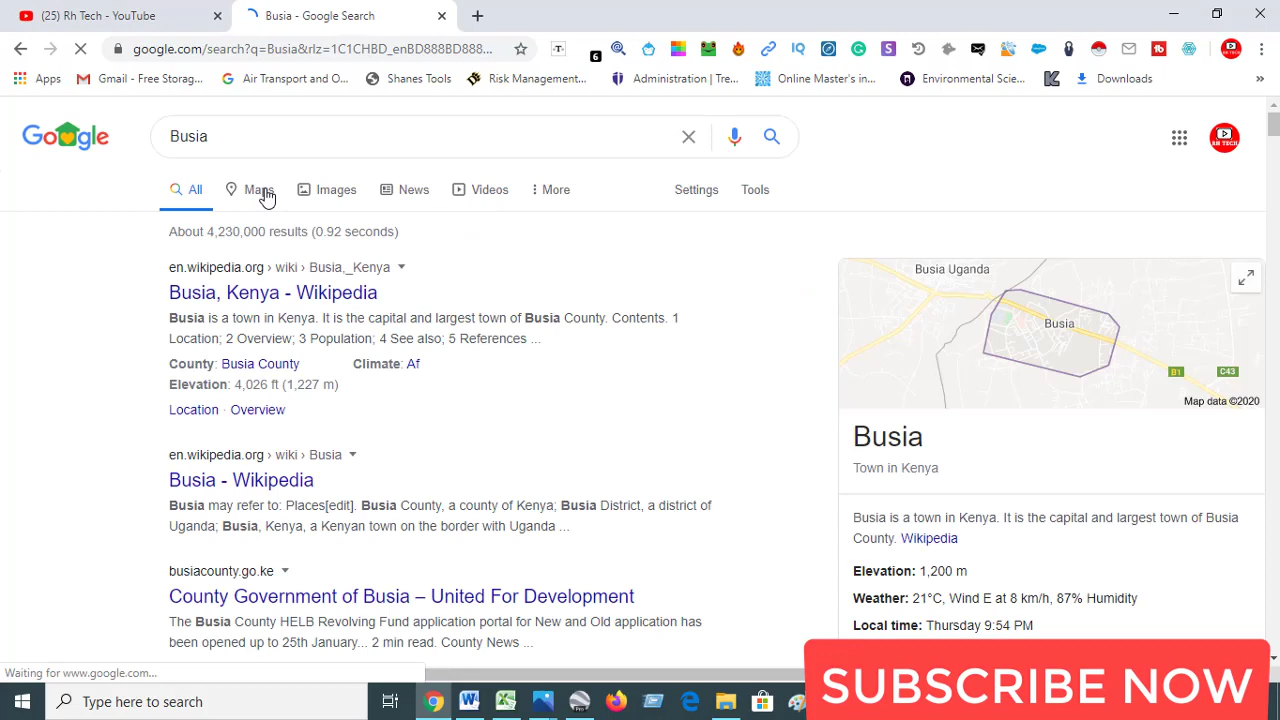 (25) Rh Tech - YouTube
Busia - Google Search
google.com/search?q=Busia&rlz=1C1CHBD_enBD888BD888...
6
Apps
Gmail - Free Storag...
Air Transport and O...
Shanes Tools
Risk Management...
Administration | Tre...
Online Master's in...
Environmental Scie...
Downloads
»
Google
Busia
RH TECH
All
Maps
Images
News
Videos
More
Settings
Tools
About 4,230,000 results (0.92 seconds)
en.wikipedia.org › wiki › Busia,_Kenya
Busia, Kenya - Wikipedia
Busia is a town in Kenya. It is the capital and largest town of Busia County. Contents. 1
Location; 2 Overview; 3 Population; 4 See also; 5 References ...
County: Busia County Climate: Af
Elevation: 4,026 ft (1,227 m)
Location · Overview
en.wikipedia.org › wiki › Busia
Busia - Wikipedia
Busia may refer to: Places[edit]. Busia County, a county of Kenya; Busia District, a district of
Uganda; Busia, Kenya, a Kenyan town on the border with Uganda ...
busiacounty.go.ke
County Government of Busia – United For Development
The Busia County HELB Revolving Fund application portal for New and Old application has
been opened up to 25th January... 2 min read. County News ...
Busia Uganda
Busia
B1
C43
Map data ©2020
Busia
Town in Kenya
Busia is a town in Kenya. It is the capital and largest town of Busia
County. Wikipedia
Elevation: 1,200 m
Weather: 21°C, Wind E at 8 km/h, 87% Humidity
Local time: Thursday 9:54 PM
Waiting for www.google.com...
SUBSCRIBE NOW
Type here to search